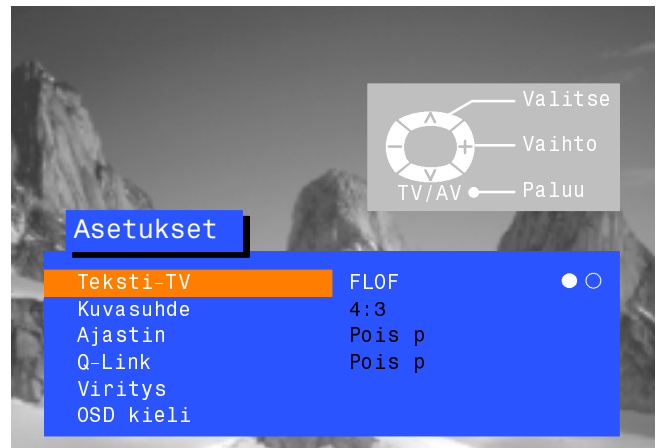 Valitse
Vaihto
TV/AV Paluu
Asetukset
Teksti-TV FLOF
Kuvasuhde 4:3
Ajastin Pois p
Q-Link Pois p
Viritys
OSD kieli